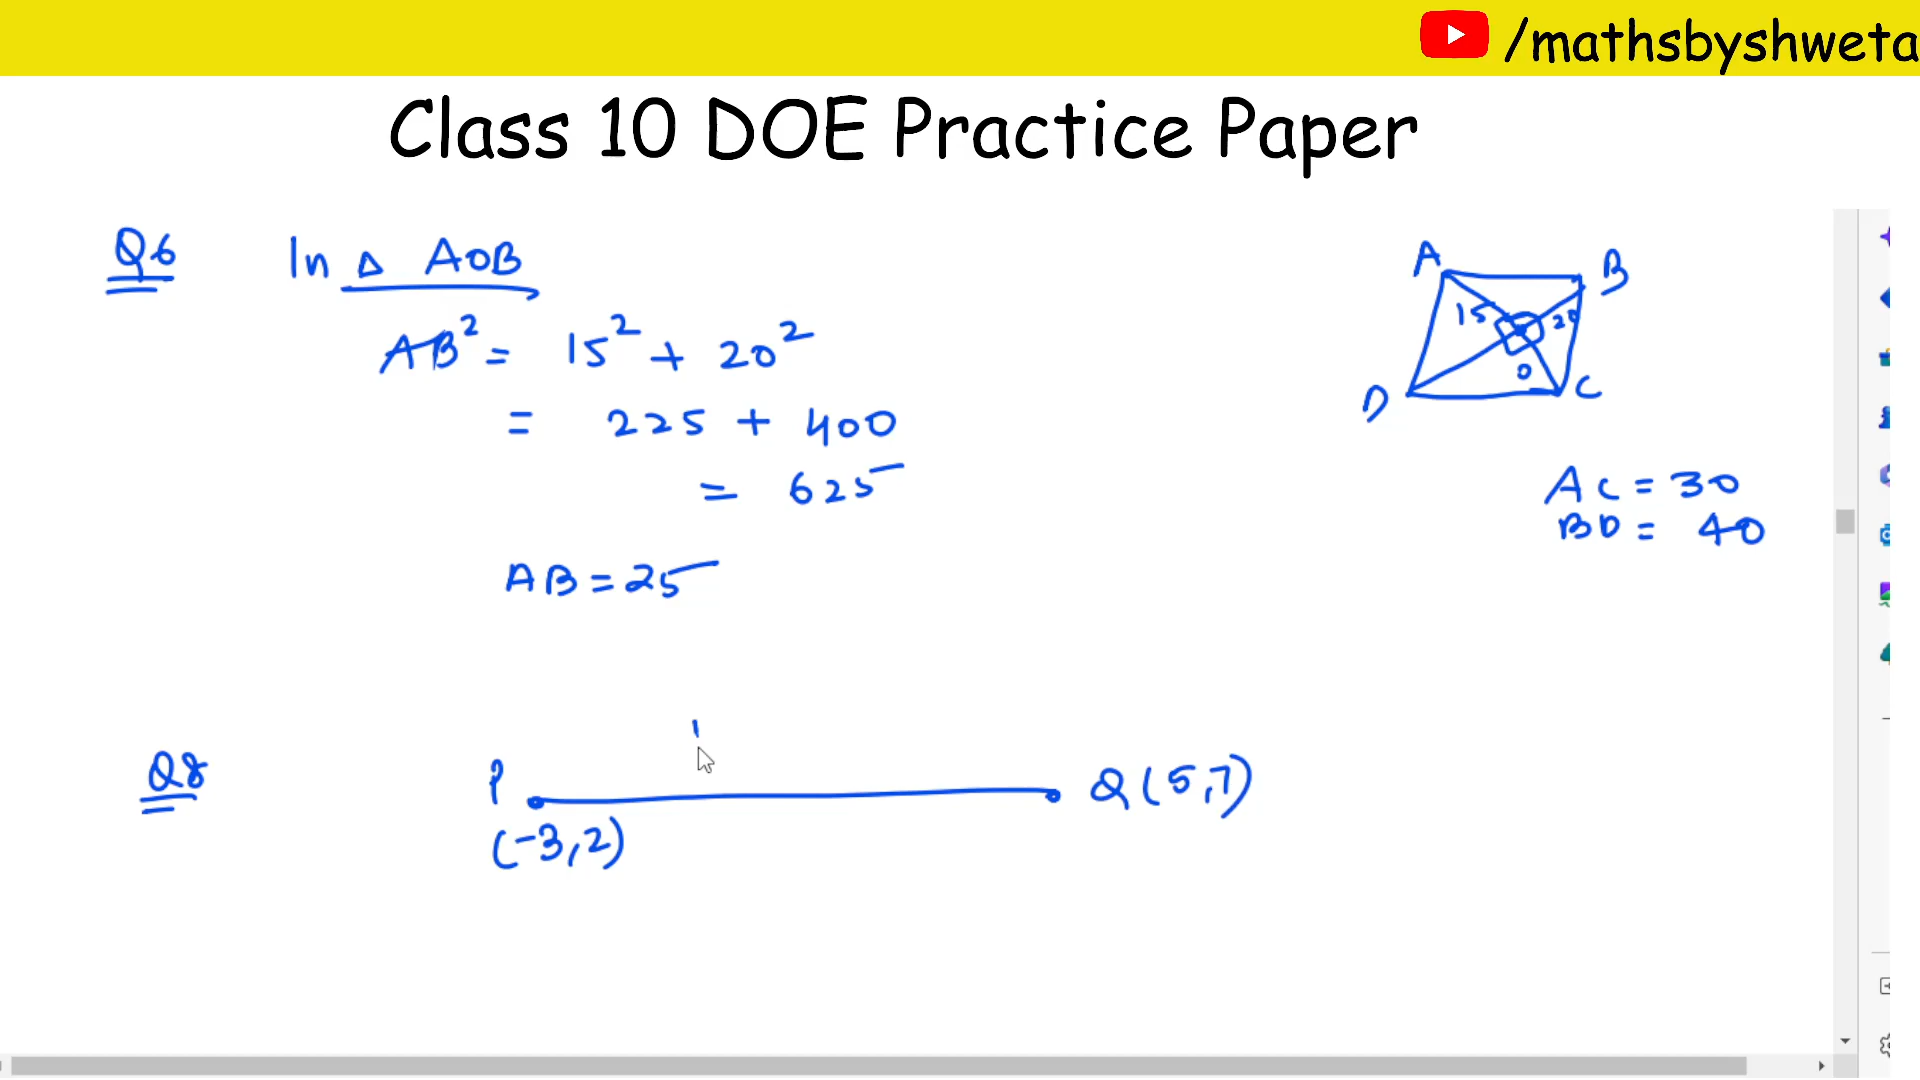 /mathsbyshweta
Class 10 DOE Practice Paper
Q6 In Δ AOB
AB² = 15² + 20²
= 225 + 400
= 625
AB = 25
A
B
15
20
O
D
C
AC = 30
BD = 40
Q8
P
(-3,2)
Q(5,7)